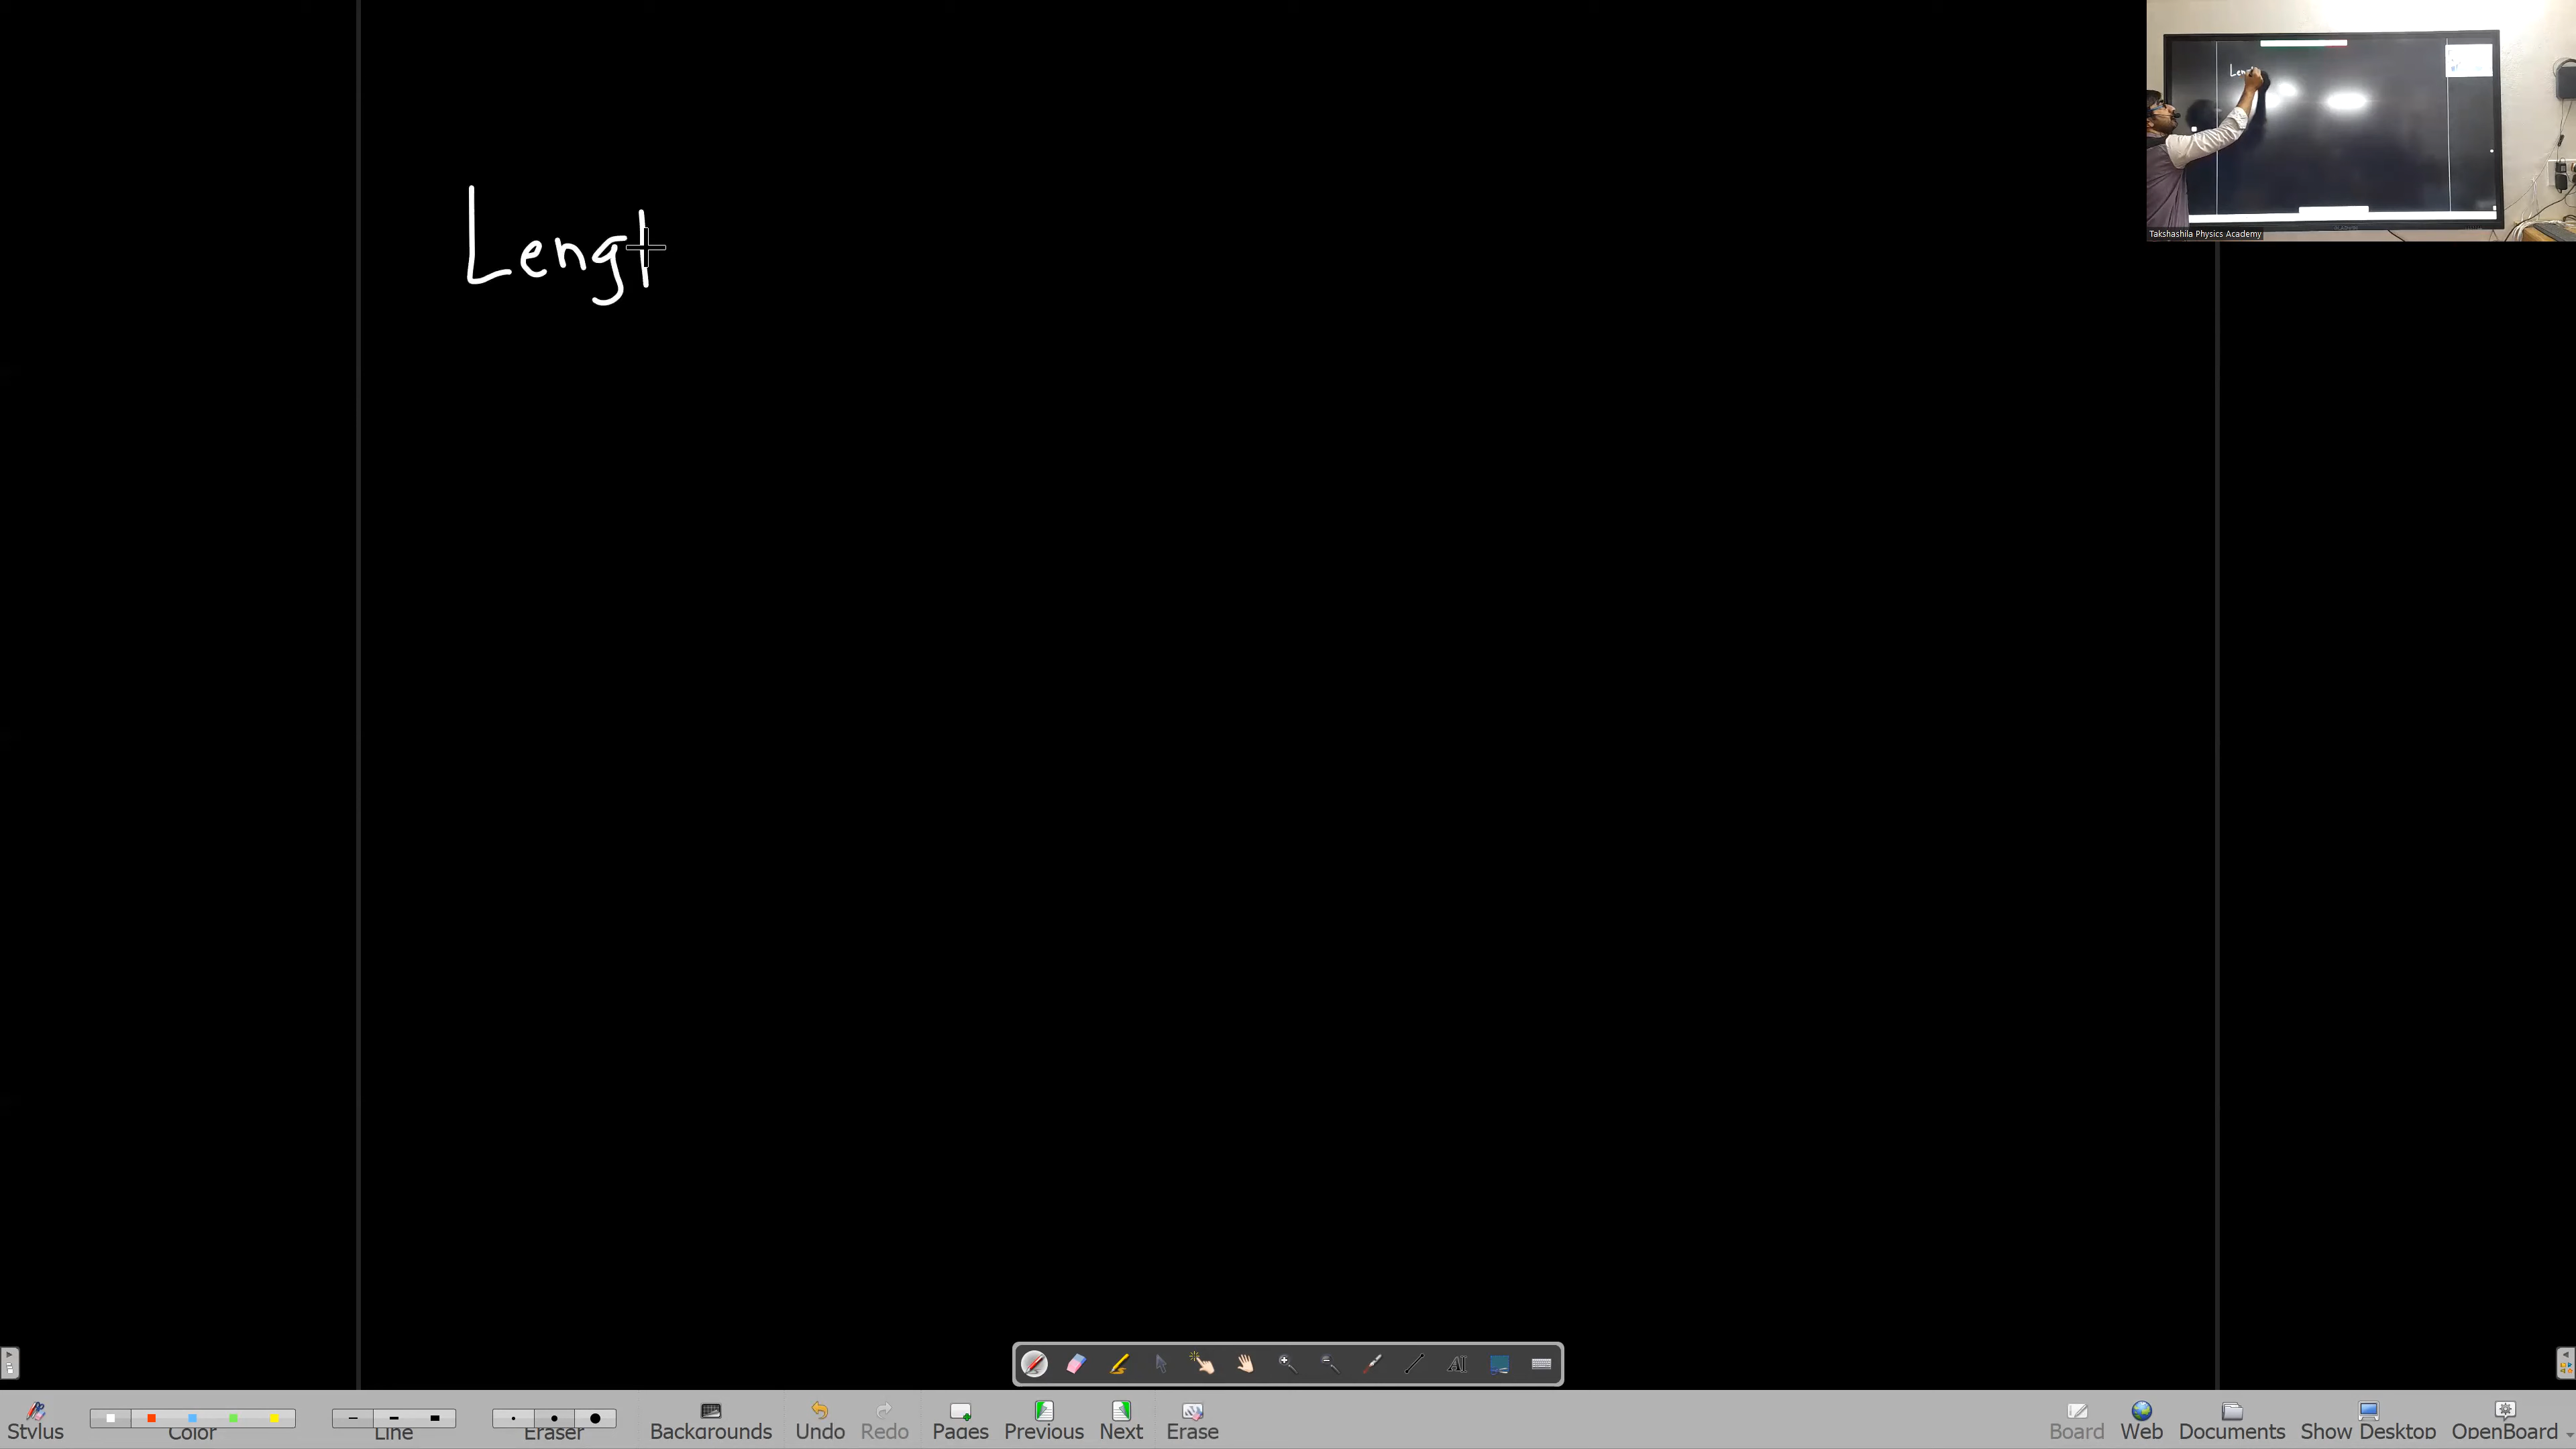 Lengt
Takshashila Physics Academy
Stylus Color Line Eraser Backgrounds Undo Redo Pages Previous Next Erase Board Web Documents Show Desktop OpenBoard